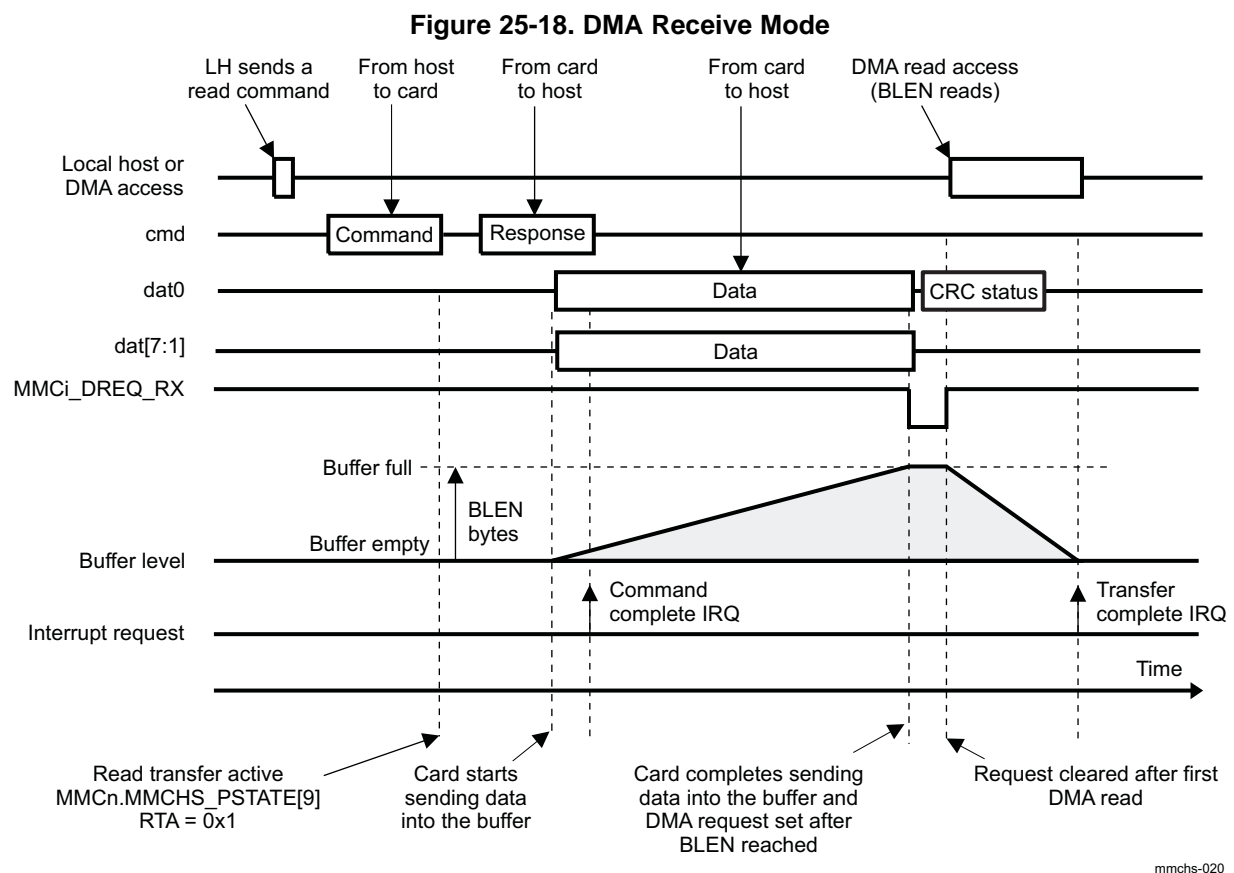 Figure 25-18. DMA Receive Mode
LH sends a
read command
From host
to card
From card
to host
From card
to host
DMA read access
(BLEN reads)
Local host or
DMA access
cmd
Command
Response
dat0
Data
CRC status
dat[7:1]
Data
MMCi_DREQ_RX
Buffer full
BLEN
bytes
Buffer empty
Buffer level
Command
complete IRQ
Transfer
complete IRQ
Interrupt request
Time
Read transfer active
MMCn.MMCHS_PSTATE[9]
RTA = 0x1
Card starts
sending data
into the buffer
Card completes sending
data into the buffer and
DMA request set after
BLEN reached
Request cleared after first
DMA read
mmchs-020